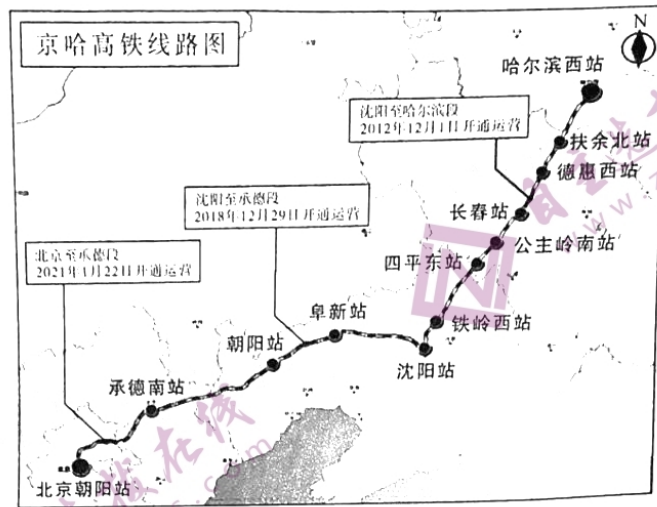 京哈高铁线路图
N
哈尔滨西站
沈阳至哈尔滨段
2012年12月1日开通运营
扶余北站
德惠西站
沈阳至承德段
2018年12月29日开通运营
长春站
公主岭南站
北京至承德段
2021年1月22日开通运营
四平东站
阜新站
铁岭西站
朝阳站
沈阳站
承德南站
北京朝阳站